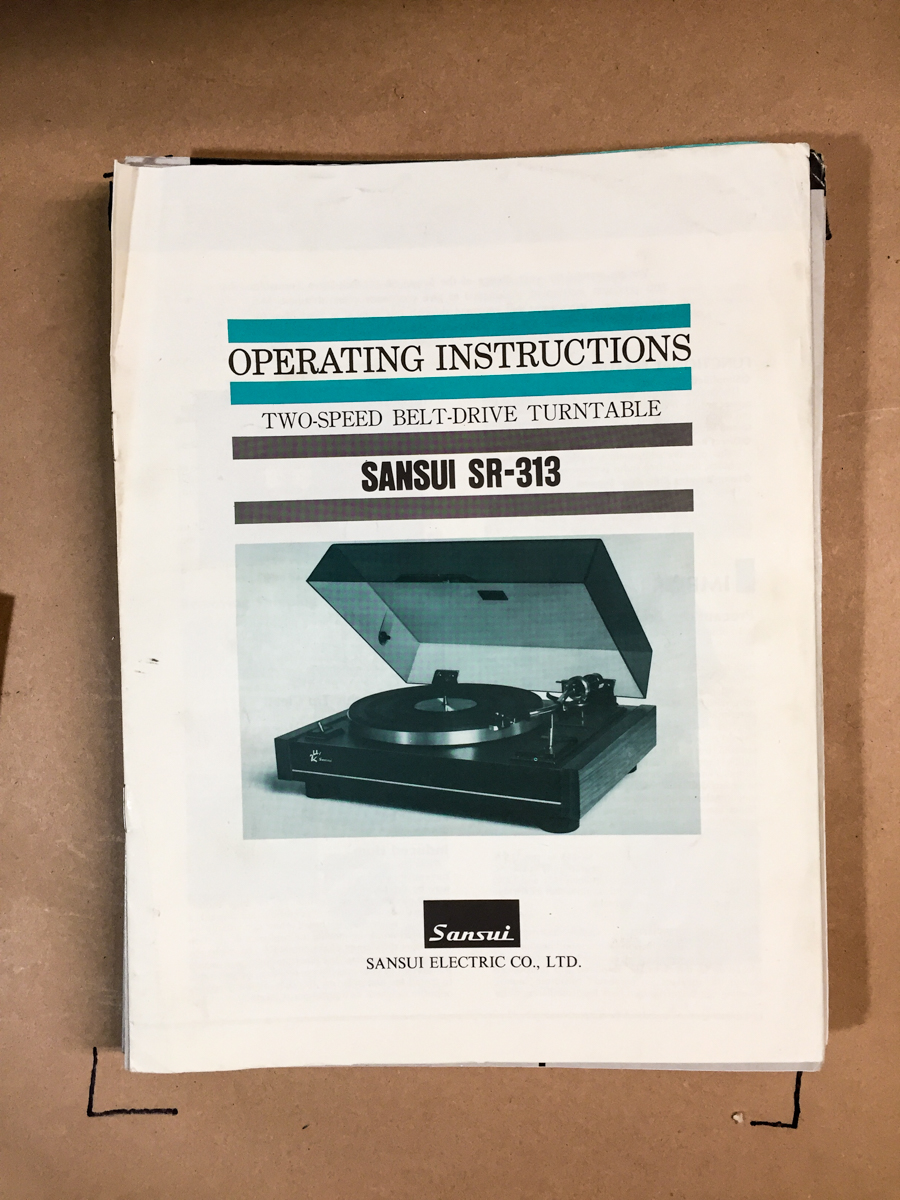 OPERATING INSTRUCTIONS
TWO-SPEED BELT-DRIVE TURNTABLE
SANSUI SR-313
Sansui
SANSUI ELECTRIC CO., LTD.